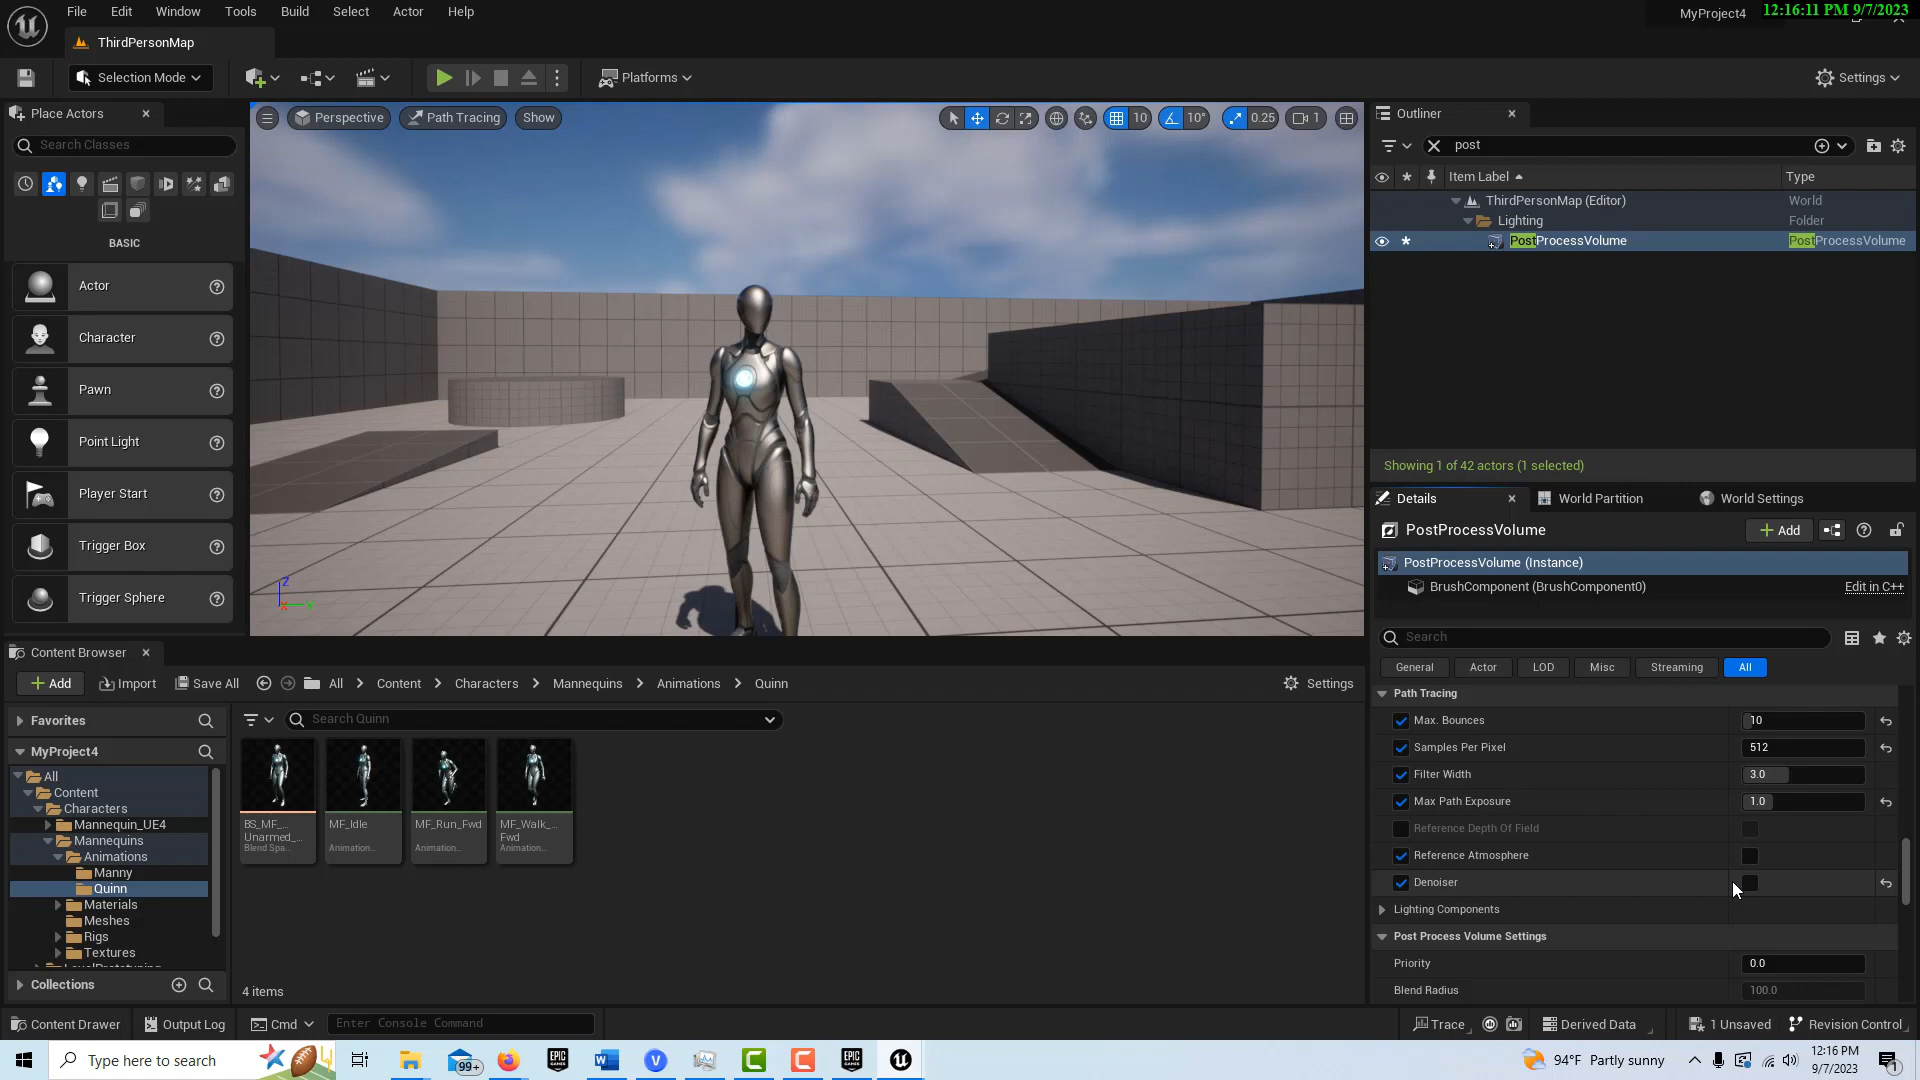 File Edit Window Tools Build Select Actor Help
MyProject4 12:16:11 PM 9/7/2023
ThirdPersonMap
Selection Mode
Platforms
Settings
Place Actors
Search Classes
BASIC
Actor
Character
Pawn
Point Light
Player Start
Trigger Box
Trigger Sphere
Perspective
Path Tracing
Show
10
10°
0.25
1
Z
Y
X
Outliner
post
Item Label
Type
ThirdPersonMap (Editor)
World
Lighting
Folder
PostProcessVolume
PostProcessVolume
Showing 1 of 42 actors (1 selected)
Details
World Partition
World Settings
PostProcessVolume
Add
PostProcessVolume (Instance)
BrushComponent (BrushComponent0)
Edit in C++
Search
General
Actor
LOD
Misc
Streaming
All
Path Tracing
Max. Bounces
10
Samples Per Pixel
512
Filter Width
3.0
Max Path Exposure
1.0
Reference Depth Of Field
Reference Atmosphere
Denoiser
Lighting Components
Post Process Volume Settings
Priority
0.0
Blend Radius
100.0
Content Browser
Add
Import
Save All
All
Content
Characters
Mannequins
Animations
Quinn
Settings
Favorites
MyProject4
All
Content
Characters
Mannequin_UE4
Mannequins
Animations
Manny
Quinn
Materials
Meshes
Rigs
Textures
Collections
Search Quinn
BS_MF_...
Unarmed_...
Blend Spa...
MF_Idle
Animation...
MF_Run_Fwd
Animation...
MF_Walk_...
Fwd
Animation...
4 items
Content Drawer
Output Log
Cmd
Enter Console Command
Trace
Derived Data
1 Unsaved
Revision Control
Type here to search
99+
EPIC
GAMES
EPIC
GAMES
94°F Partly sunny
12:16 PM
9/7/2023
1